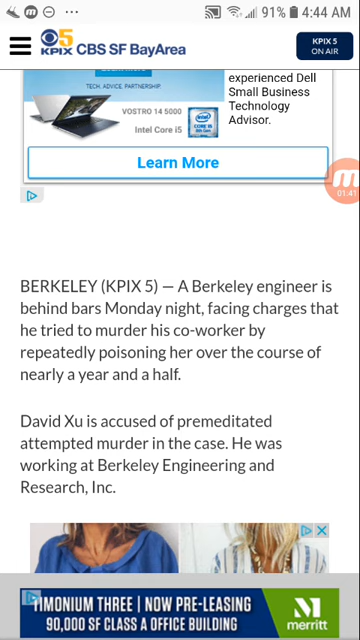 91% 4:44 AM
5
KPIX CBS SF BayArea
KPIX 5
ON AIR
TECH. ADVICE. PARTNERSHIP.
VOSTRO 14 5000
Intel Core i5
experienced Dell
Small Business
Technology
Advisor.
Learn More
01:41
BERKELEY (KPIX 5) — A Berkeley engineer is
behind bars Monday night, facing charges that
he tried to murder his co-worker by
repeatedly poisoning her over the course of
nearly a year and a half.
David Xu is accused of premeditated
attempted murder in the case. He was
working at Berkeley Engineering and
Research, Inc.
TIMONIUM THREE | NOW PRE-LEASING
90,000 SF CLASS A OFFICE BUILDING
merritt